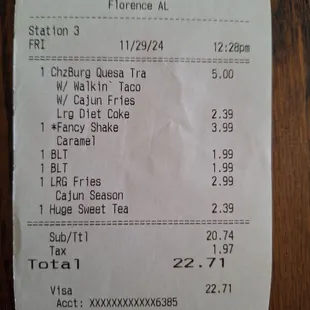 Florence AL
Station 3
FRI 11/29/24 12:28pm
1 ChzBurg Quesa Tra 5.00
W/ Walkin` Taco
W/ Cajun Fries
Lrg Diet Coke 2.39
1 *Fancy Shake 3.99
Caramel
1 BLT 1.99
1 BLT 1.99
1 LRG Fries 2.99
Cajun Season
1 Huge Sweet Tea 2.39
Sub/Ttl 20.74
Tax 1.97
Total 22.71
Visa 22.71
Acct: XXXXXXXXXXXX6385